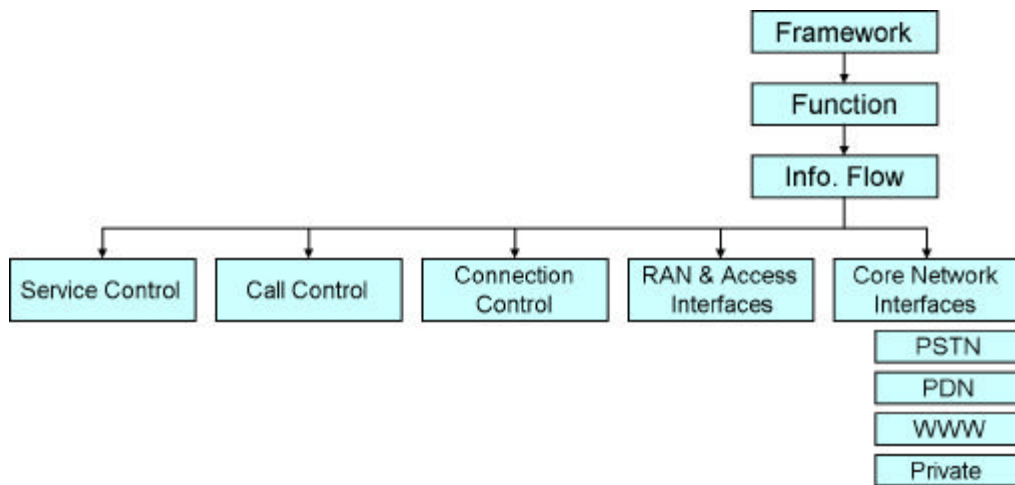 Framework
Function
Info. Flow
Service Control
Call Control
Connection
Control
RAN & Access
Interfaces
Core Network
Interfaces
PSTN
PDN
WWW
Private